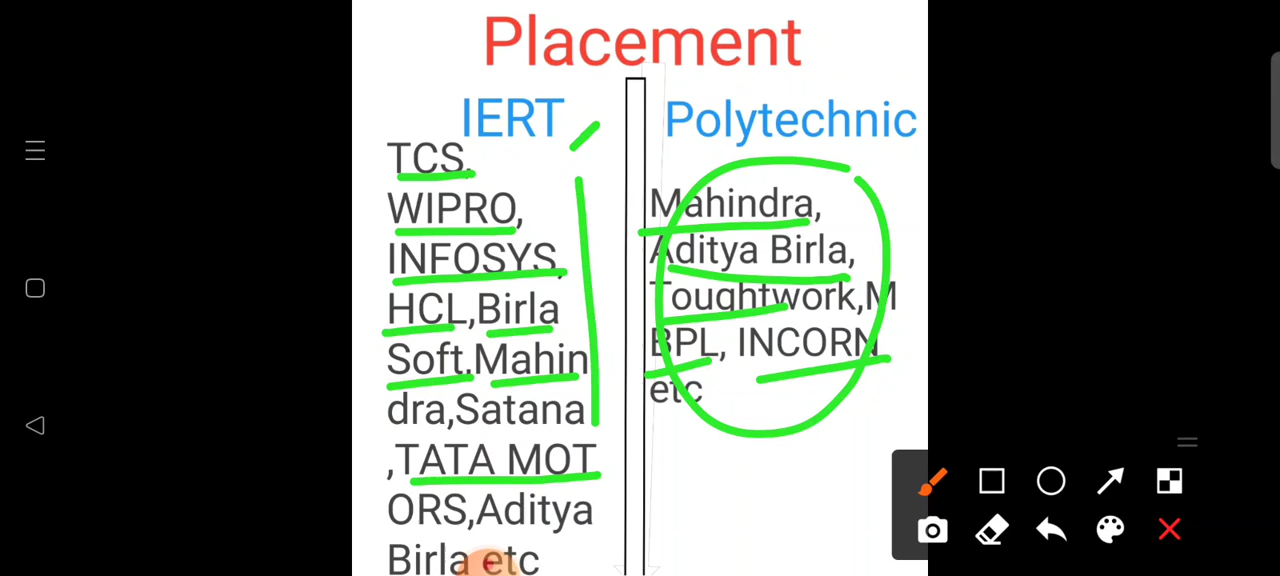 Placement
IERT
TCS,
WIPRO,
INFOSYS,
HCL,Birla
Soft,Mahin
dra,Satana
,TATA MOT
ORS,Aditya
Birla etc
Polytechnic
Mahindra,
Aditya Birla,
Toughtwork,M
BPL, INCORN
etc